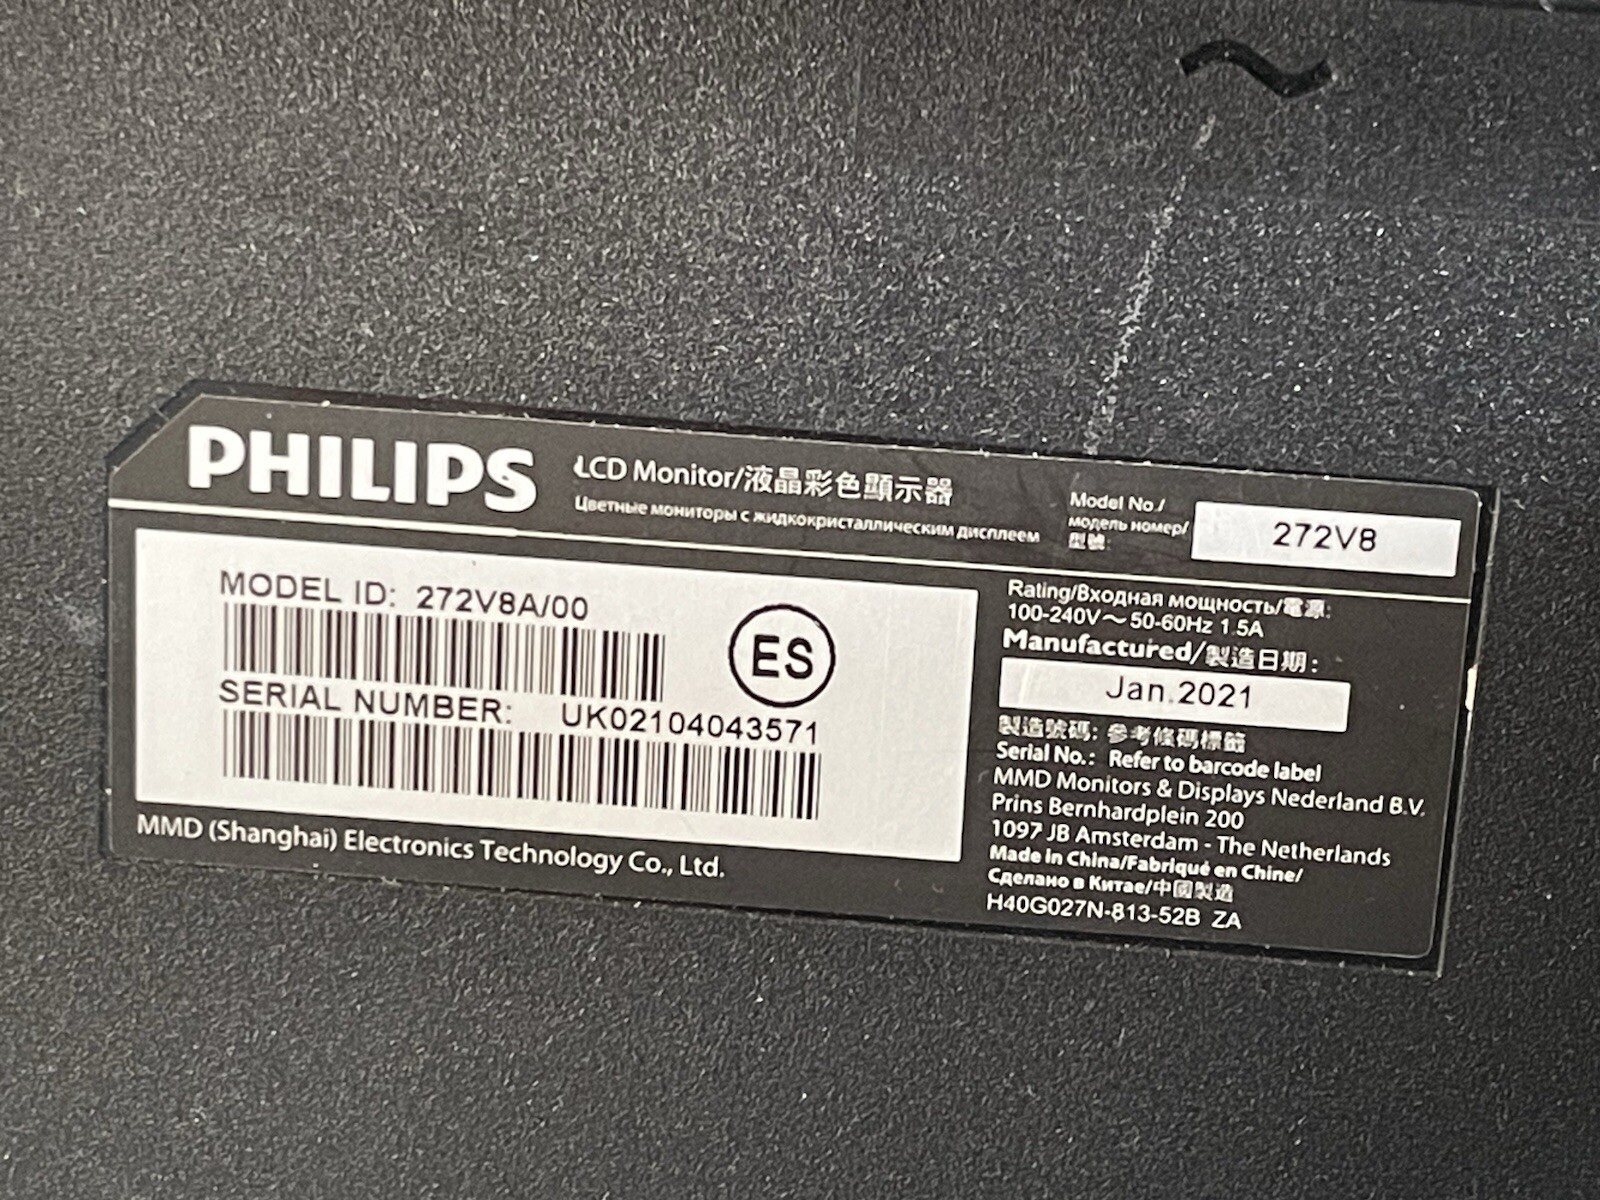 ~
PHILIPS
LCD Monitor/液晶彩色顯示器
Цветные мониторы с жидкокристаллическим дисплеем
Model No./
модель номер/
型號:
272V8
MODEL ID: 272V8A/00
ES
SERIAL NUMBER: UK02104043571
MMD (Shanghai) Electronics Technology Co., Ltd.
Rating/Входная мощность/電源:
100-240V～50-60Hz 1.5A
Manufactured/製造日期:
Jan.2021
製造號碼: 參考條碼標籤
Serial No.: Refer to barcode label
MMD Monitors & Displays Nederland B.V.
Prins Bernhardplein 200
1097 JB Amsterdam - The Netherlands
Made in China/Fabriqué en Chine/
Сделано в Китае/中國製造
H40G027N-813-52B ZA